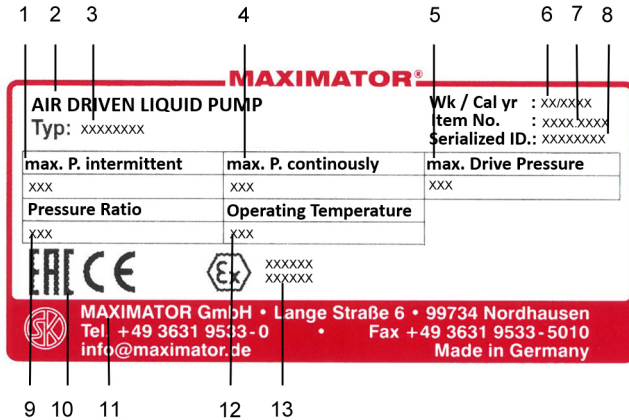 1 2 3 4 5 6 7 8
MAXIMATOR®
AIR DRIVEN LIQUID PUMP
Typ: xxxxxxxx
Wk / Cal yr : xx/xxxx
Item No. : xxxx.xxxx
Serialized ID.: xxxxxxxx
max. P. intermittent max. P. continously max. Drive Pressure
xxx xxx xxx
Pressure Ratio Operating Temperature
xxx xxx
EAC CE Ex xxxxxx
xxxxxx
MAXIMATOR GmbH • Lange Straße 6 • 99734 Nordhausen
Tel. +49 3631 9533-0 • Fax +49 3631 9533-5010
info@maximator.de Made in Germany
9 10 11 12 13